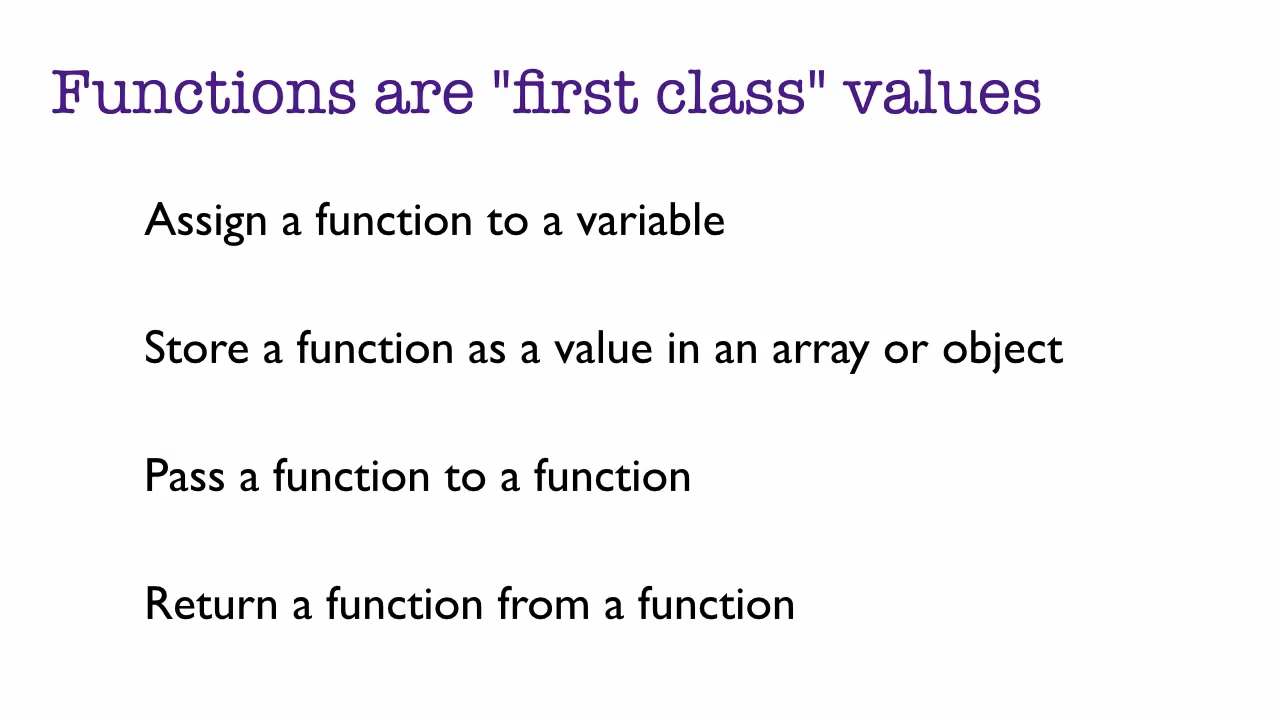 Functions are "first class" values
Assign a function to a variable
Store a function as a value in an array or object
Pass a function to a function
Return a function from a function